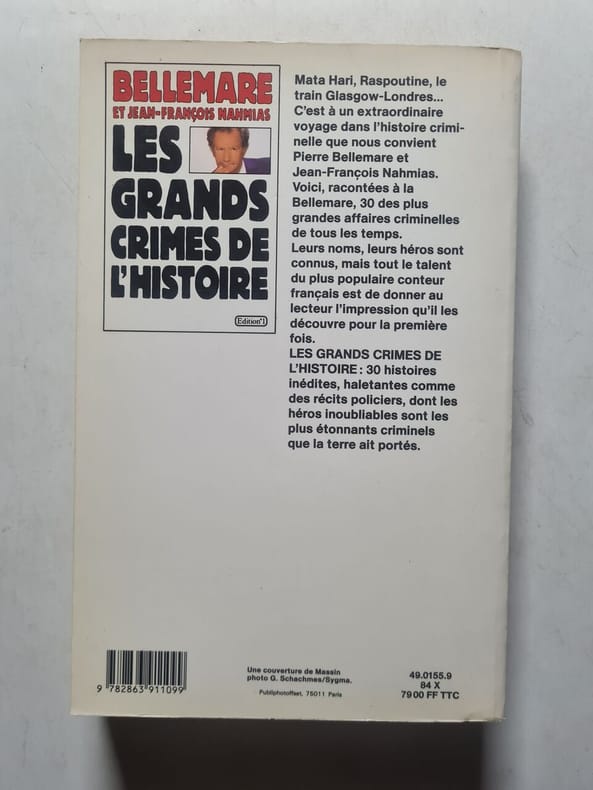 BELLEMARE
ET JEAN-FRANÇOIS NAHMIAS
LES
GRANDS
CRIMES DE
L'HISTOIRE
Edition°1
Mata Hari, Raspoutine, le
train Glasgow-Londres...
C'est à un extraordinaire
voyage dans l'histoire crimi-
nelle que nous convient
Pierre Bellemare et
Jean-François Nahmias.
Voici, racontées à la
Bellemare, 30 des plus
grandes affaires criminelles
de tous les temps.
Leurs noms, leurs héros sont
connus, mais tout le talent
du plus populaire conteur
français est de donner au
lecteur l'impression qu'il les
découvre pour la première
fois.
LES GRANDS CRIMES DE
L'HISTOIRE : 30 histoires
inédites, haletantes comme
des récits policiers, dont les
héros inoubliables sont les
plus étonnants criminels
que la terre ait portés.
9 782863 911099
Une couverture de Massin
photo G. Schachmes/Sygma.
Publiphotoffset, 75011 Paris
49.0155.9
84 X
7900 FF TTC